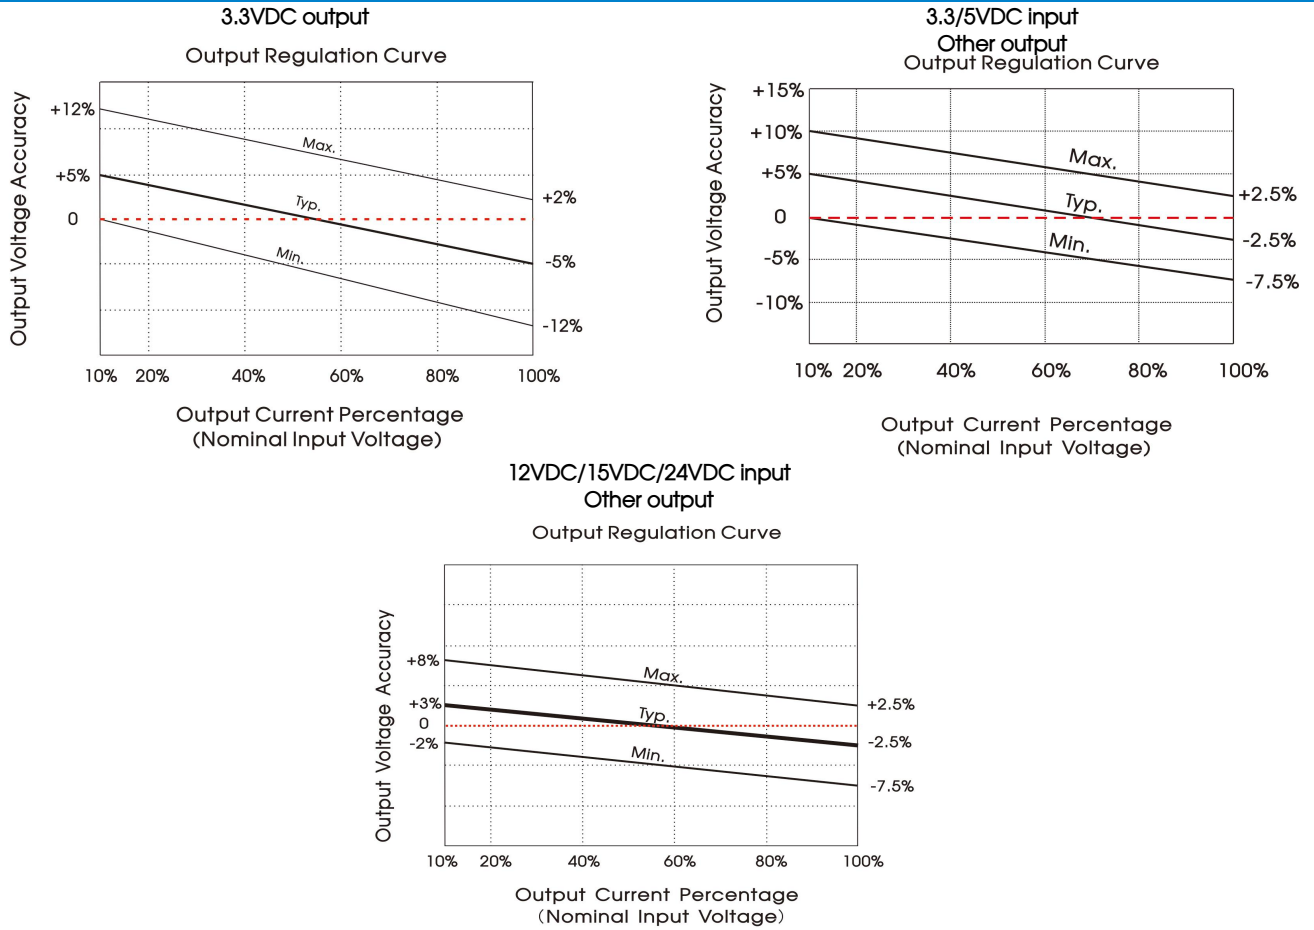 3.3VDC output
Output Regulation Curve
Output Voltage Accuracy
+12%
+5%
0
Max.
Typ.
Min.
+2%
-5%
-12%
10% 20% 40% 60% 80% 100%
Output Current Percentage
(Nominal Input Voltage)
3.3/5VDC input
Other output
Output Regulation Curve
Output Voltage Accuracy
+15%
+10%
+5%
0
-5%
-10%
Max.
Typ.
Min.
+2.5%
-2.5%
-7.5%
10% 20% 40% 60% 80% 100%
Output Current Percentage
(Nominal Input Voltage)
12VDC/15VDC/24VDC input
Other output
Output Regulation Curve
Output Voltage Accuracy
+8%
+3%
0
-2%
Max.
Typ.
Min.
+2.5%
-2.5%
-7.5%
10% 20% 40% 60% 80% 100%
Output Current Percentage
(Nominal Input Voltage)